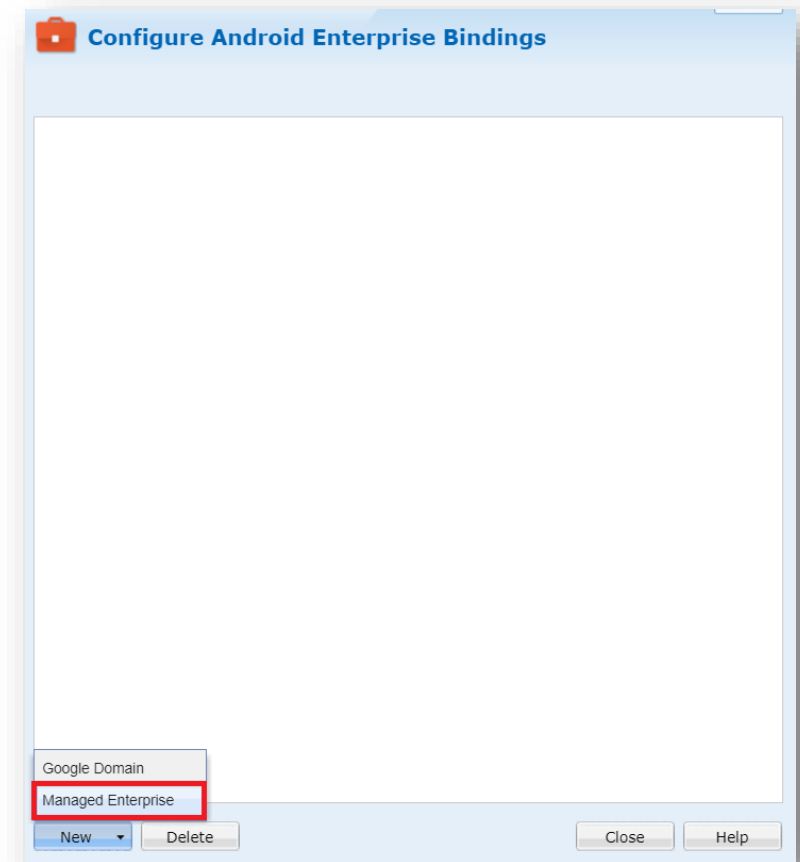 Configure Android Enterprise Bindings
Google Domain
Managed Enterprise
New Delete Close Help